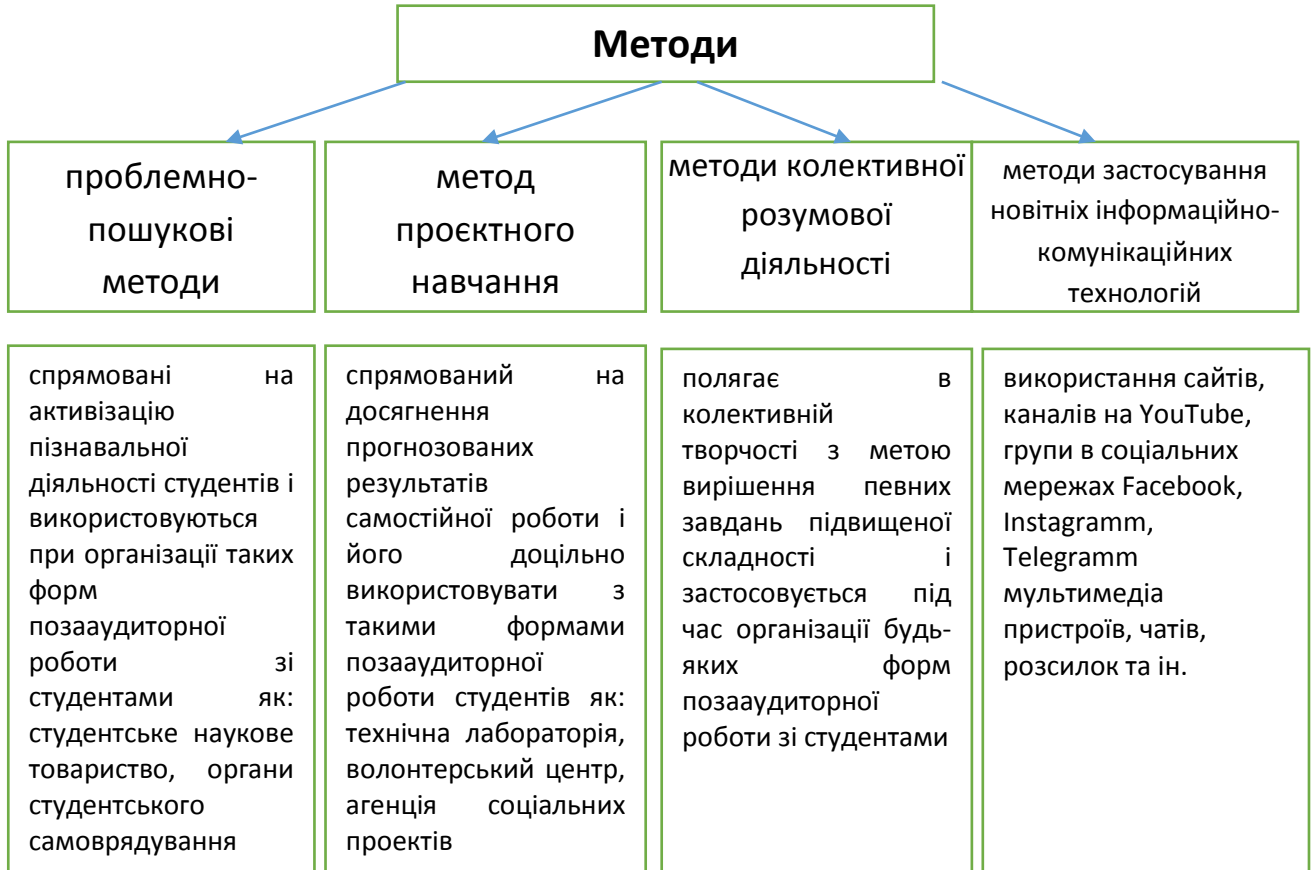 Методи
проблемно-
пошукові
методи
метод
проєктного
навчання
методи колективної
розумової
діяльності
методи застосування
новітніх інформаційно-
комунікаційних
технологій
спрямовані на
активізацію
пізнавальної
діяльності студентів і
використовуються
при організації таких
форм
позааудиторної
роботи зі
студентами як:
студентське наукове
товариство, органи
студентського
самоврядування
спрямований на
досягнення
прогнозованих
результатів
самостійної роботи і
його доцільно
використовувати з
такими формами
позааудиторної
роботи студентів як:
технічна лабораторія,
волонтерський центр,
агенція соціальних
проектів
полягає в
колективній
творчості з метою
вирішення певних
завдань підвищеної
складності і
застосовується під
час організації будь-
яких форм
позааудиторної
роботи зі студентами
використання сайтів,
каналів на YouTube,
групи в соціальних
мережах Facebook,
Instagramm,
Telegramm
мультимедіа
пристроїв, чатів,
розсилок та ін.